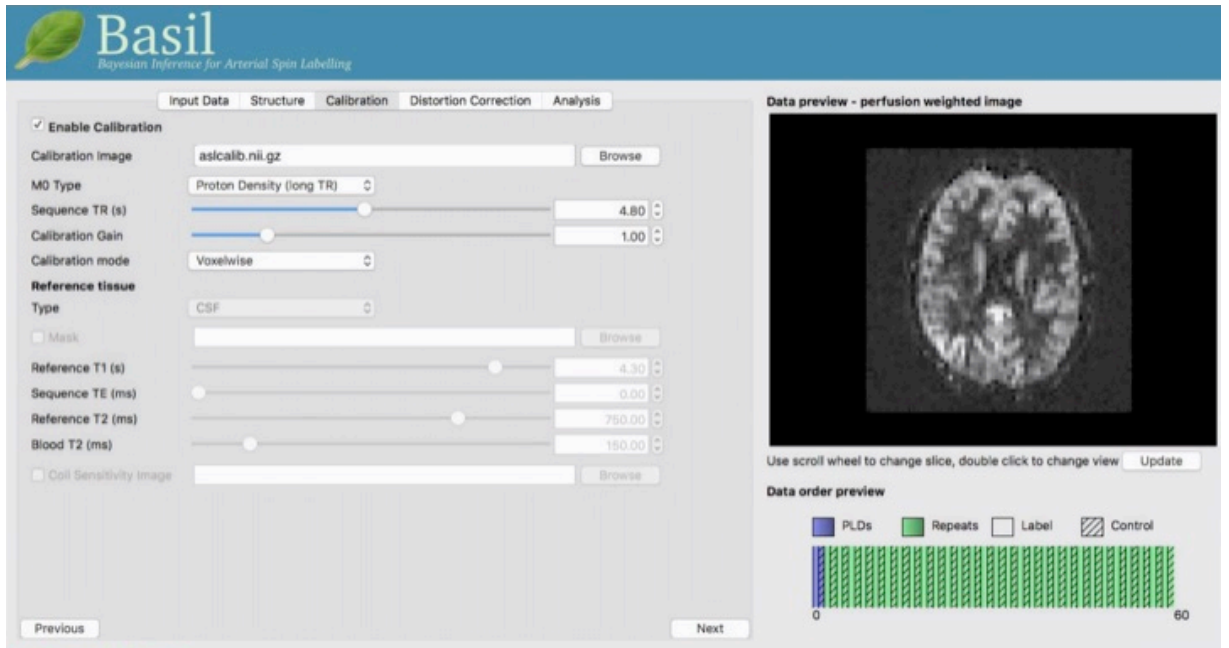 Basil
Bayesian Inference for Arterial Spin Labelling
Input Data Structure Calibration Distortion Correction Analysis
Enable Calibration
Calibration Image aslcalib.nii.gz Browse
M0 Type Proton Density (long TR)
Sequence TR (s) 4.80
Calibration Gain 1.00
Calibration mode Voxelwise
Reference tissue
Type CSF
Mask Browse
Reference T1 (s) 4.30
Sequence TE (ms) 0.00
Reference T2 (ms) 750.00
Blood T2 (ms) 150.00
Coil Sensitivity Image Browse
Previous Next
Data preview - perfusion weighted image
Use scroll wheel to change slice, double click to change view Update
Data order preview
PLDs Repeats Label Control
0 60